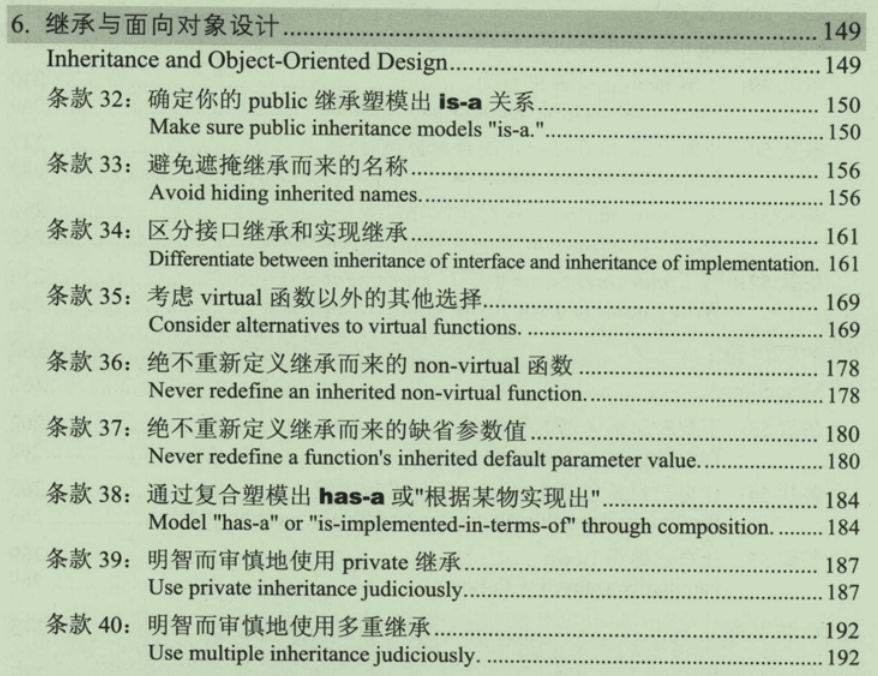 6. 继承与面向对象设计................................................................................149
Inheritance and Object-Oriented Design........................................................149
条款 32：确定你的 public 继承塑模出 is-a 关系..........................................150
Make sure public inheritance models "is-a."..........................................150
条款 33：避免遮掩继承而来的名称..............................................................156
Avoid hiding inherited names...............................................................156
条款 34：区分接口继承和实现继承..............................................................161
Differentiate between inheritance of interface and inheritance of implementation. 161
条款 35：考虑 virtual 函数以外的其他选择..................................................169
Consider alternatives to virtual functions. .............................................169
条款 36：绝不重新定义继承而来的 non-virtual 函数 ....................................178
Never redefine an inherited non-virtual function....................................178
条款 37：绝不重新定义继承而来的缺省参数值............................................180
Never redefine a function's inherited default parameter value...................180
条款 38：通过复合塑模出 has-a 或"根据某物实现出"................................184
Model "has-a" or "is-implemented-in-terms-of" through composition. ........184
条款 39：明智而审慎地使用 private 继承.....................................................187
Use private inheritance judiciously.......................................................187
条款 40：明智而审慎地使用多重继承..........................................................192
Use multiple inheritance judiciously. ....................................................192